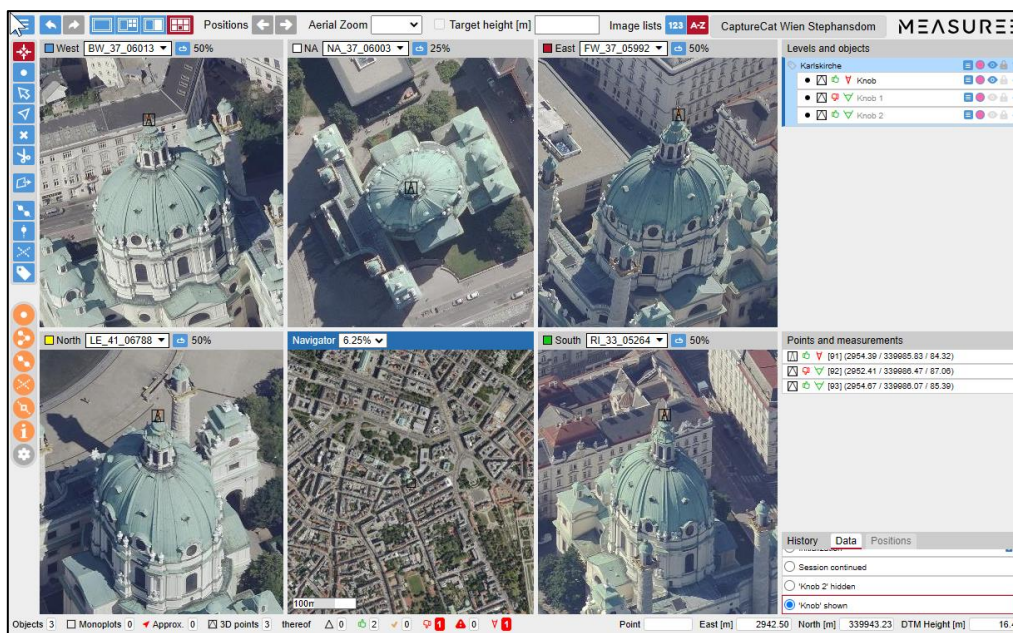 Positions Aerial Zoom Target height [m] Image lists 123 A-Z CaptureCat Wien Stephansdom
West BW_37_06013 50%
NA NA_37_06003 25%
East FW_37_05992 50%
Levels and objects
Karlskirche
Knob
Knob 1
Knob 2
North LE_41_06788 50%
Navigator 6.25%
South RI_33_05264 50%
Points and measurements
[91] (2954.39 / 339985.83 / 84.32)
[92] (2952.41 / 339986.47 / 87.06)
[93] (2954.67 / 339986.07 / 85.39)
History Data Positions
Session continued
'Knob 2' hidden
'Knob' shown
Objects 3 Monoplots 0 Approx. 0 3D points 3 thereof 0 2 0 1 0 1 Point East [m] 2942.50 North [m] 339943.23 DTM Height [m]